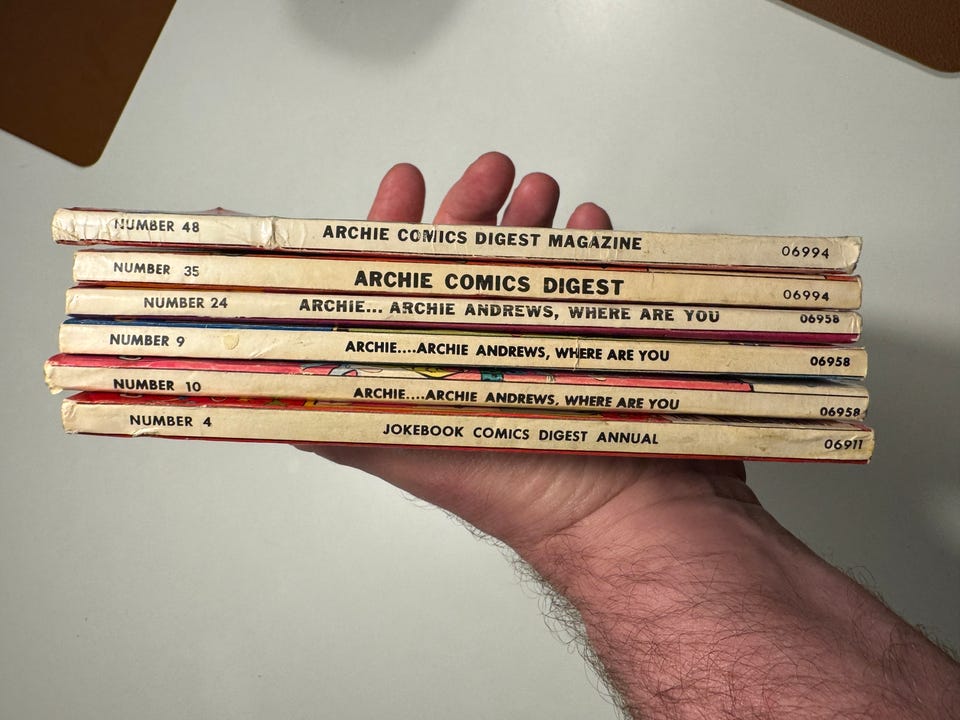 NUMBER 48 ARCHIE COMICS DIGEST MAGAZINE 06994
NUMBER 35 ARCHIE COMICS DIGEST 06994
NUMBER 24 ARCHIE... ARCHIE ANDREWS, WHERE ARE YOU 06958
NUMBER 9 ARCHIE....ARCHIE ANDREWS, WHERE ARE YOU 06958
NUMBER 10 ARCHIE....ARCHIE ANDREWS, WHERE ARE YOU 06958
NUMBER 4 JOKEBOOK COMICS DIGEST ANNUAL 06911